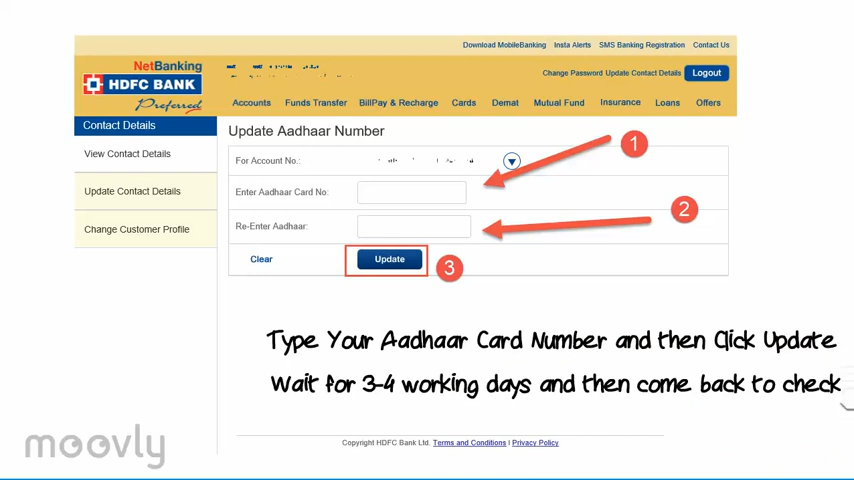 Download MobileBanking Insta Alerts SMS Banking Registration Contact Us
NetBanking
HDFC BANK
Preferred
Change Password Update Contact Details Logout
Accounts Funds Transfer BillPay & Recharge Cards Demat Mutual Fund Insurance Loans Offers
Contact Details
View Contact Details
Update Contact Details
Change Customer Profile
Update Aadhaar Number
For Account No.:
1
Enter Aadhaar Card No:
2
Re-Enter Aadhaar:
Clear Update 3
Type Your Aadhaar Card Number and then Click Update
Wait for 3-4 working days and then come back to check
moovly
Copyright HDFC Bank Ltd. Terms and Conditions | Privacy Policy